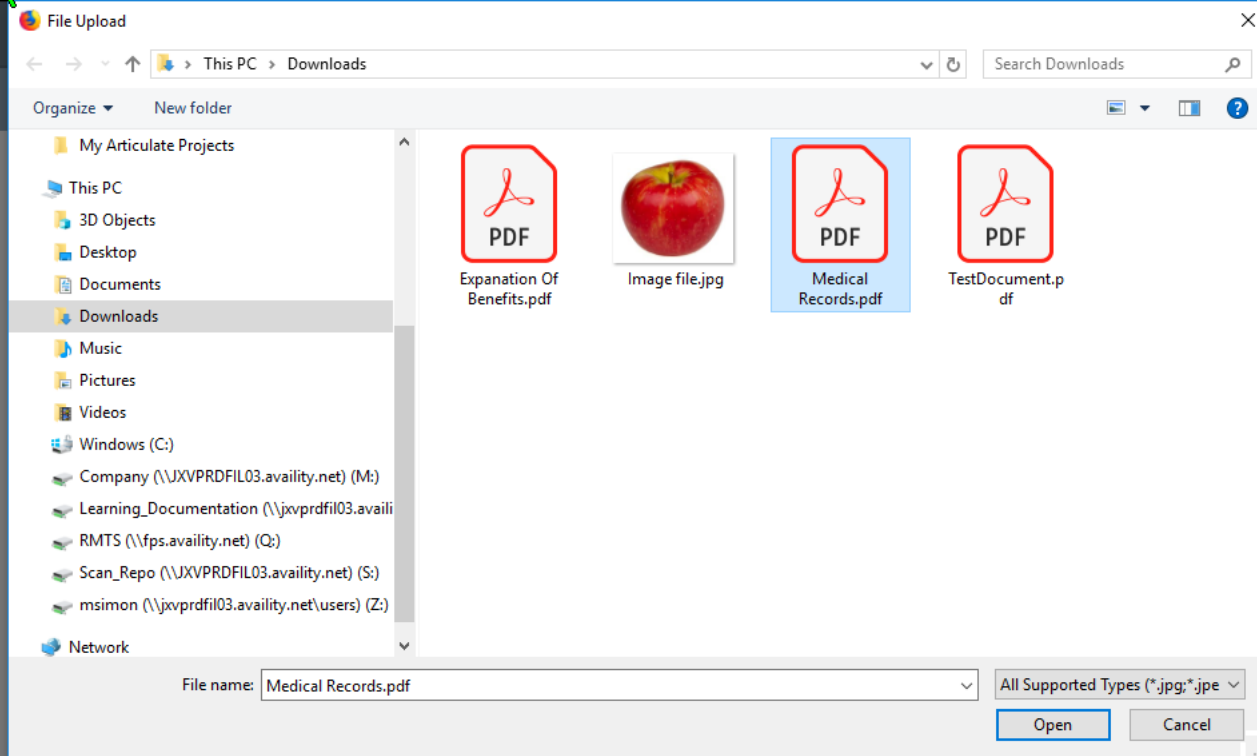 File Upload
This PC > Downloads
Search Downloads
Organize
New folder
?
My Articulate Projects
This PC
3D Objects
Desktop
Documents
Downloads
Music
Pictures
Videos
Windows (C:)
Company (\\JXVPRDFIL03.availity.net) (M:)
Learning_Documentation (\\jxvprdfil03.availi
RMTS (\\fps.availity.net) (Q:)
Scan_Repo (\\JXVPRDFIL03.availity.net) (S:)
msimon (\\jxvprdfil03.availity.net\users) (Z:)
Network
PDF
Expanation Of
Benefits.pdf
Image file.jpg
PDF
Medical
Records.pdf
PDF
TestDocument.p
df
File name: Medical Records.pdf
All Supported Types (*.jpg;*.jpe
Open
Cancel